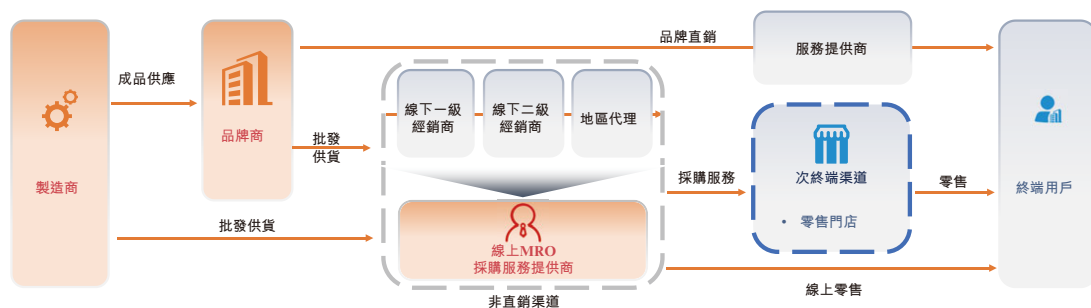 製造商
成品供應
品牌商
批發
供貨
批發供貨
品牌直銷
服務提供商
線下一級
經銷商
線下二級
經銷商
地區代理
線上MRO
採購服務提供商
非直銷渠道
採購服務
次終端渠道
• 零售門店
零售
線上零售
終端用戶